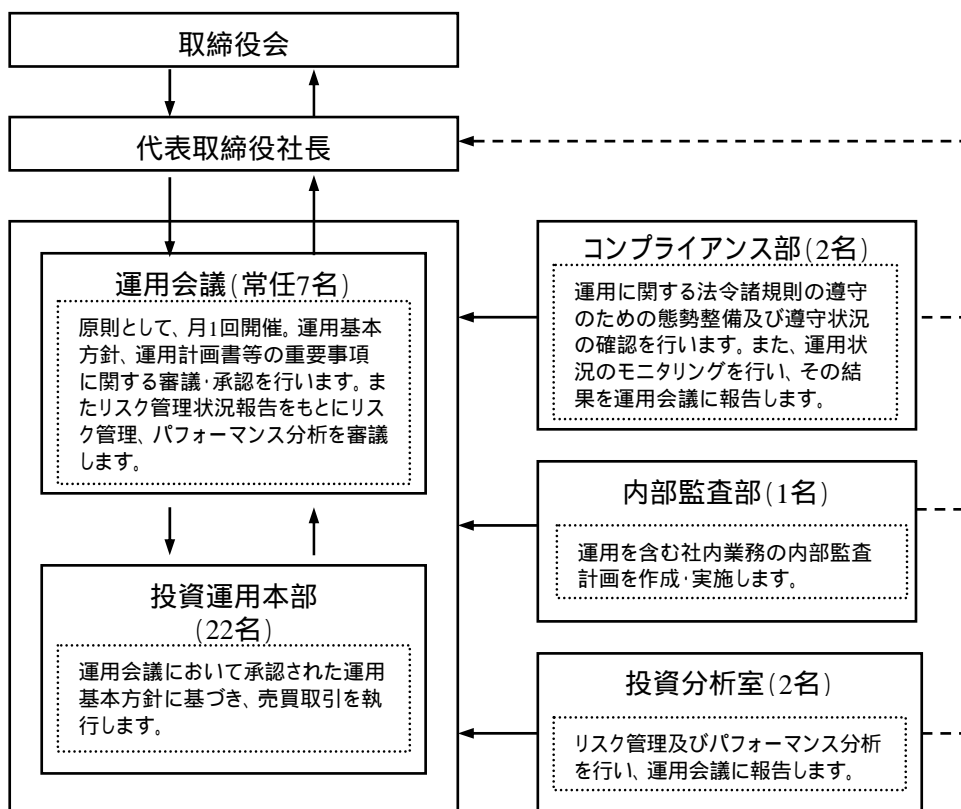 取締役会
代表取締役社長
運用会議(常任7名)
原則として、月1回開催。運用基本
方針、運用計画書等の重要事項
に関する審議・承認を行います。ま
たリスク管理状況報告をもとにリス
ク管理、パフォーマンス分析を審議
します。
投資運用本部
(22名)
運用会議において承認された運用
基本方針に基づき、売買取引を執
行します。
コンプライアンス部(2名)
運用に関する法令諸規則の遵守
のための態勢整備及び遵守状況
の確認を行います。また、運用状
況のモニタリングを行い、その結
果を運用会議に報告します。
内部監査部(1名)
運用を含む社内業務の内部監査
計画を作成・実施します。
投資分析室(2名)
リスク管理及びパフォーマンス分析
を行い、運用会議に報告します。